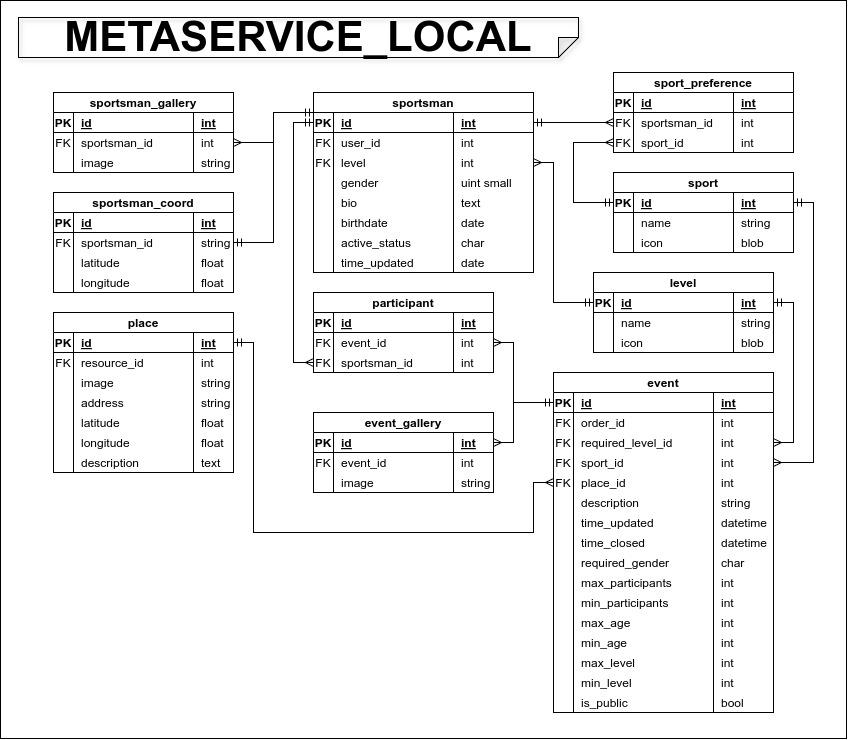 METASERVICE_LOCAL
sportsman_gallery
PK id int
FK sportsman_id int
image string
sportsman_coord
PK id int
FK sportsman_id string
latitude float
longitude float
place
PK id int
FK resource_id int
image string
address string
latitude float
longitude float
description text
sportsman
PK id int
FK user_id int
FK level int
gender uint small
bio text
birthdate date
active_status char
time_updated date
participant
PK id int
FK event_id int
FK sportsman_id int
event_gallery
PK id int
FK event_id int
image string
sport_preference
PK id int
FK sportsman_id int
FK sport_id int
sport
PK id int
name string
icon blob
level
PK id int
name string
icon blob
event
PK id int
FK order_id int
FK required_level_id int
FK sport_id int
FK place_id int
description string
time_updated datetime
time_closed datetime
required_gender char
max_participants int
min_participants int
max_age int
min_age int
max_level int
min_level int
is_public bool